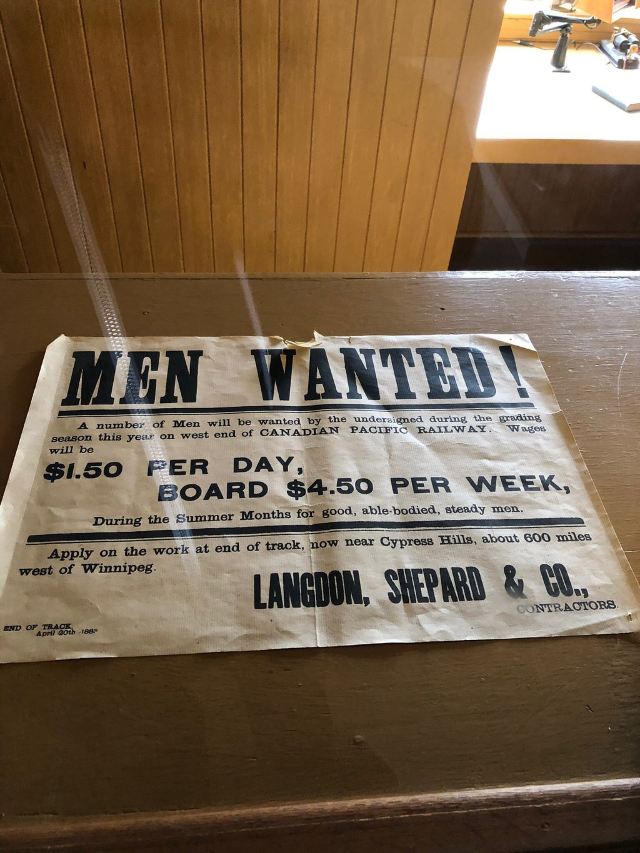 MEN WANTED!
A number of Men will be wanted by the undersigned during the grading
season this year on west end of CANADIAN PACIFIC RAILWAY. Wages
will be
$1.50 PER DAY,
BOARD $4.50 PER WEEK,
During the Summer Months for good, able-bodied, steady men.
Apply on the work at end of track, now near Cypress Hills, about 600 miles
west of Winnipeg.
LANGDON, SHEPARD & CO.,
CONTRACTORS
END OF TRACK,
April 20th